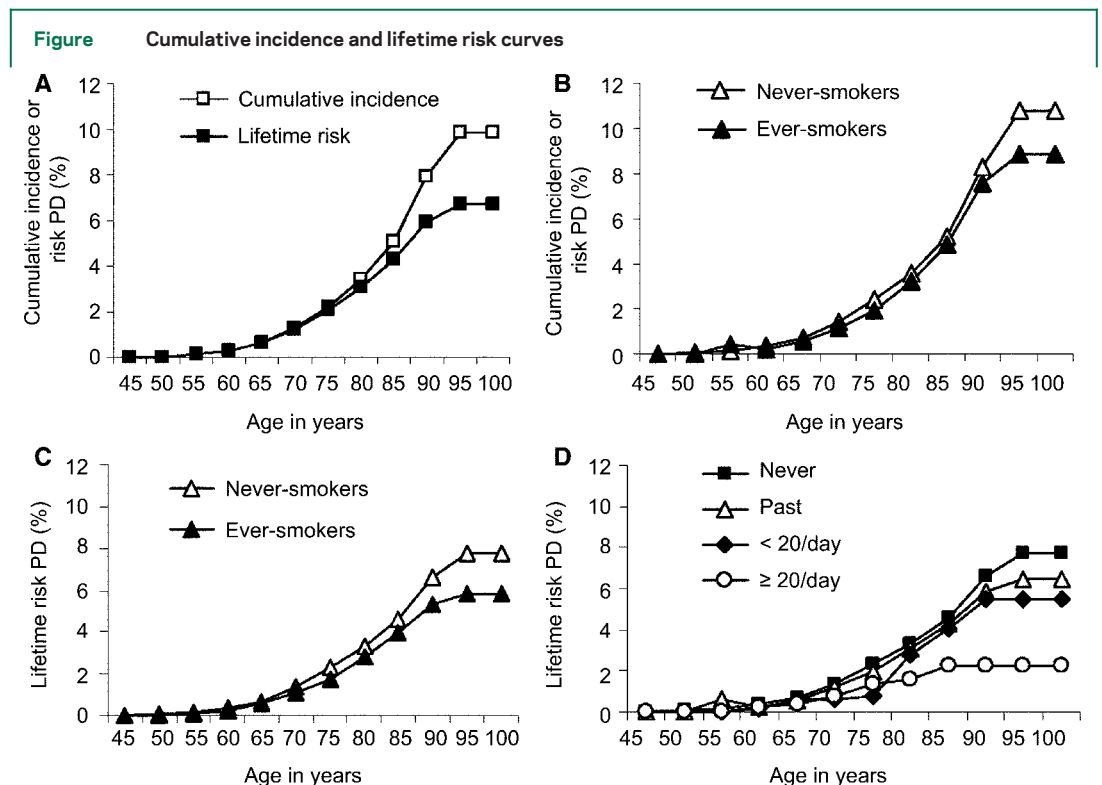 Figure Cumulative incidence and lifetime risk curves
A
Cumulative incidence or
risk PD (%)
12
10
8
6
4
2
0
Cumulative incidence
Lifetime risk
45 50 55 60 65 70 75 80 85 90 95 100
Age in years
B
Cumulative incidence or
risk PD (%)
12
10
8
6
4
2
0
Never-smokers
Ever-smokers
45 50 55 60 65 70 75 80 85 90 95 100
Age in years
C
Lifetime risk PD (%)
12
10
8
6
4
2
0
Never-smokers
Ever-smokers
45 50 55 60 65 70 75 80 85 90 95 100
Age in years
D
Lifetime risk PD (%)
12
10
8
6
4
2
0
Never
Past
< 20/day
≥ 20/day
45 50 55 60 65 70 75 80 85 90 95 100
Age in years